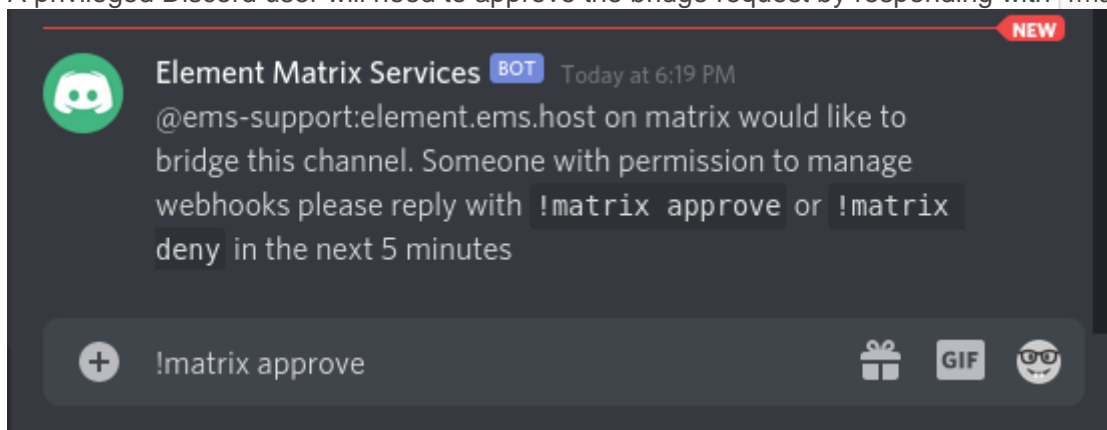 A privileged Discord user will need to approve the bridge request by responding with
NEW
Element Matrix Services BOT Today at 6:19 PM
@ems-support:element.ems.host on matrix would like to
bridge this channel. Someone with permission to manage
webhooks please reply with !matrix approve or !matrix
deny in the next 5 minutes
!matrix approve
GIF